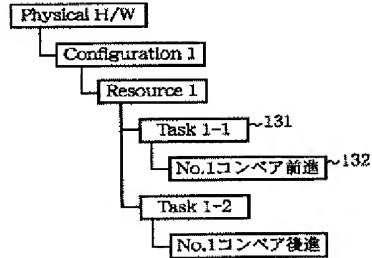 Physical H/W
Configuration 1
Resource 1
Task 1-1 ~131
No.1コンベア前進 ~132
Task 1-2
No.1コンベア後進